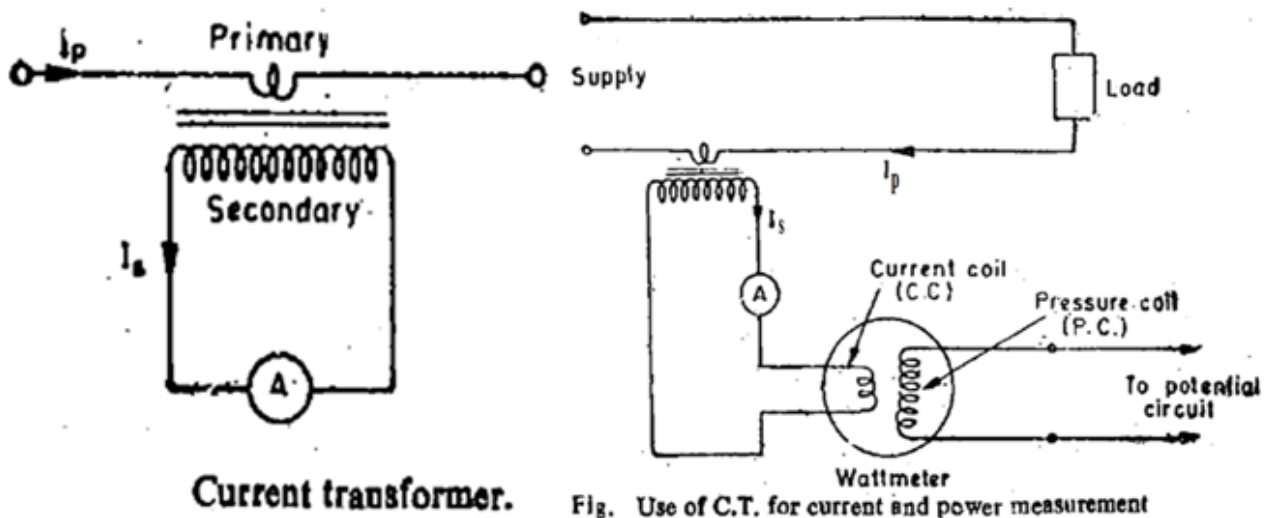 Ip
Primary
Secondary
Is
A
Current transformer.
Supply
Load
Ip
Is
A
Current coil
(C.C)
Pressure coil
(P.C.)
To potential
circuit
Wattmeter
Fig. Use of C.T. for current and power measurement